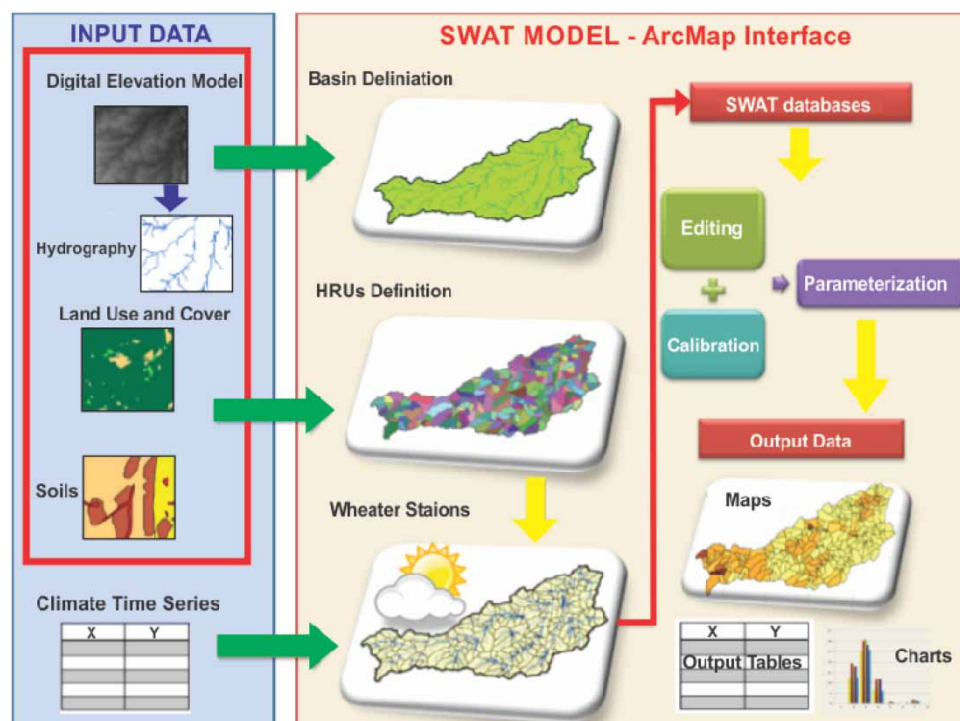 INPUT DATA
Digital Elevation Model
Hydrography
Land Use and Cover
Soils
Climate Time Series
X Y
SWAT MODEL - ArcMap Interface
Basin Deliniation
HRUs Definition
Wheater Staions
SWAT databases
Editing
Calibration
Parameterization
Output Data
Maps
X Y
Output Tables
Charts